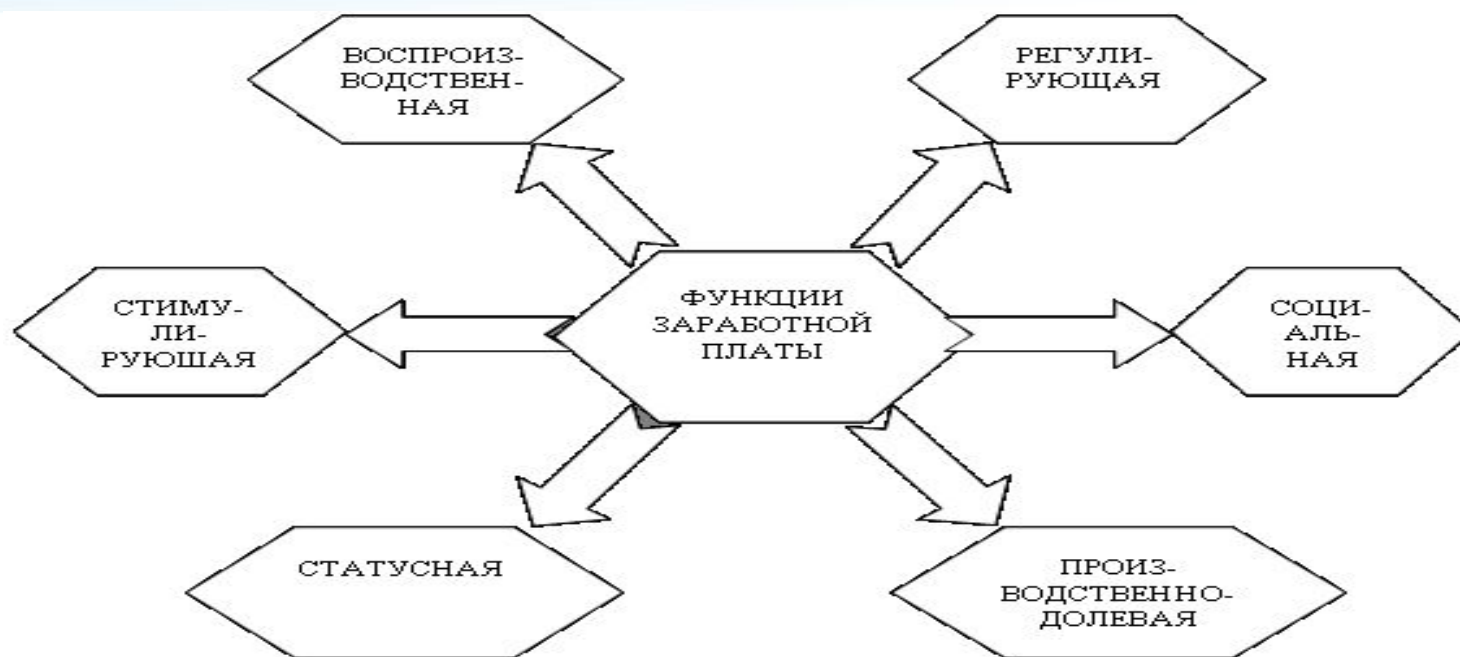 ВОСПРОИЗ-
ВОДСТВЕН-
НАЯ
РЕГУЛИ-
РУЮЩАЯ
СТИМУ-
ЛИ-
РУЮШАЯ
ФУНКЦИИ
ЗАРАБОТНОЙ
ПЛАТЫ
СОЦИ-
АЛЬ-
НАЯ
СТАТУСНАЯ
ПРОИЗ-
ВОДСТВЕННО-
ДОЛЕВАЯ